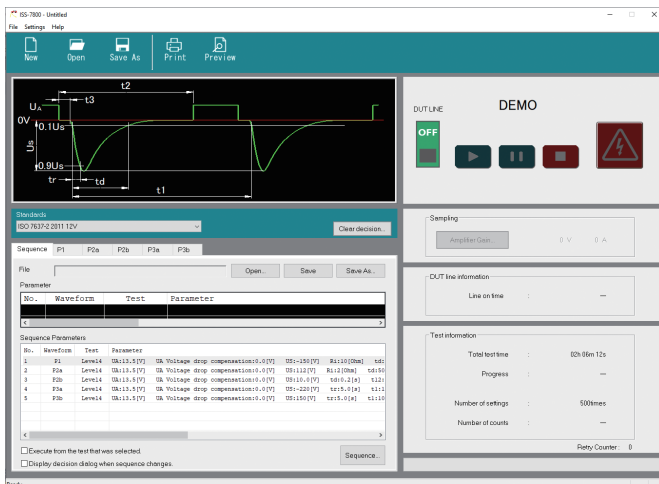 ISS-7800 - Untitled
File Settings Help
New Open Save As Print Preview
t2
t3
UA
0V
0.1Us
Us
0.9Us
tr td
t1
DUT LINE DEMO
OFF
Standards
ISO 7637-2 2011 12V
Clear decision...
Sequence P1 P2a P2b P3a P3b
File Open... Save Save As...
Parameter
No. Waveform Test Parameter
Sequence Parameters
No. Waveform Test Parameter
1 P1 Level4 UA:13.5[V] UA Voltage drop compensation:0.0[V] US:-150[V] Ri:10[Ohm] td:
2 P2a Level4 UA:13.5[V] UA Voltage drop compensation:0.0[V] US:112[V] Ri:2[Ohm] td:50
3 P2b Level4 UA:13.5[V] UA Voltage drop compensation:0.0[V] US:10.0[V] td:0.2[s] t12:
4 P3a Level4 UA:13.5[V] UA Voltage drop compensation:0.0[V] US:-220[V] tr:5.0[s] t1:1
5 P3b Level4 UA:13.5[V] UA Voltage drop compensation:0.0[V] US:150[V] tr:5.0[s] t1:10
Execute from the test that was selected.
Display decision dialog when sequence changes.
Sequence...
Sampling
Amplifier Gain... 0 V 0 A
DUT line information
Line on time : —
Test information
Total test time : 02h 06m 12s
Progress : —
Number of settings : 500times
Number of counts : —
Retry Counter : 0